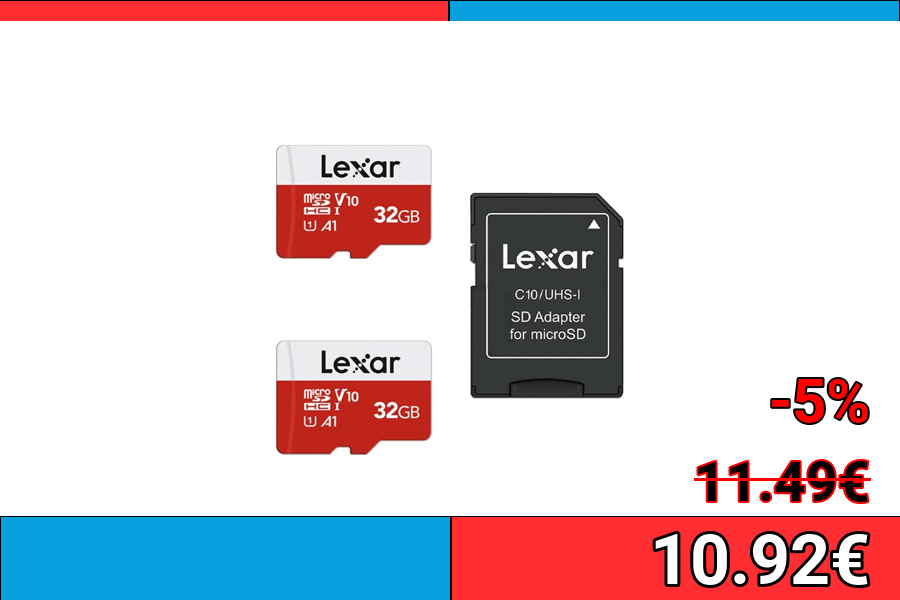 Lexar
micro SD HC I V10 32GB
U1 A1
Lexar
micro SD HC I V10 32GB
U1 A1
Lexar
C10/UHS-I
SD Adapter
for microSD
-5%
11.49€
10.92€